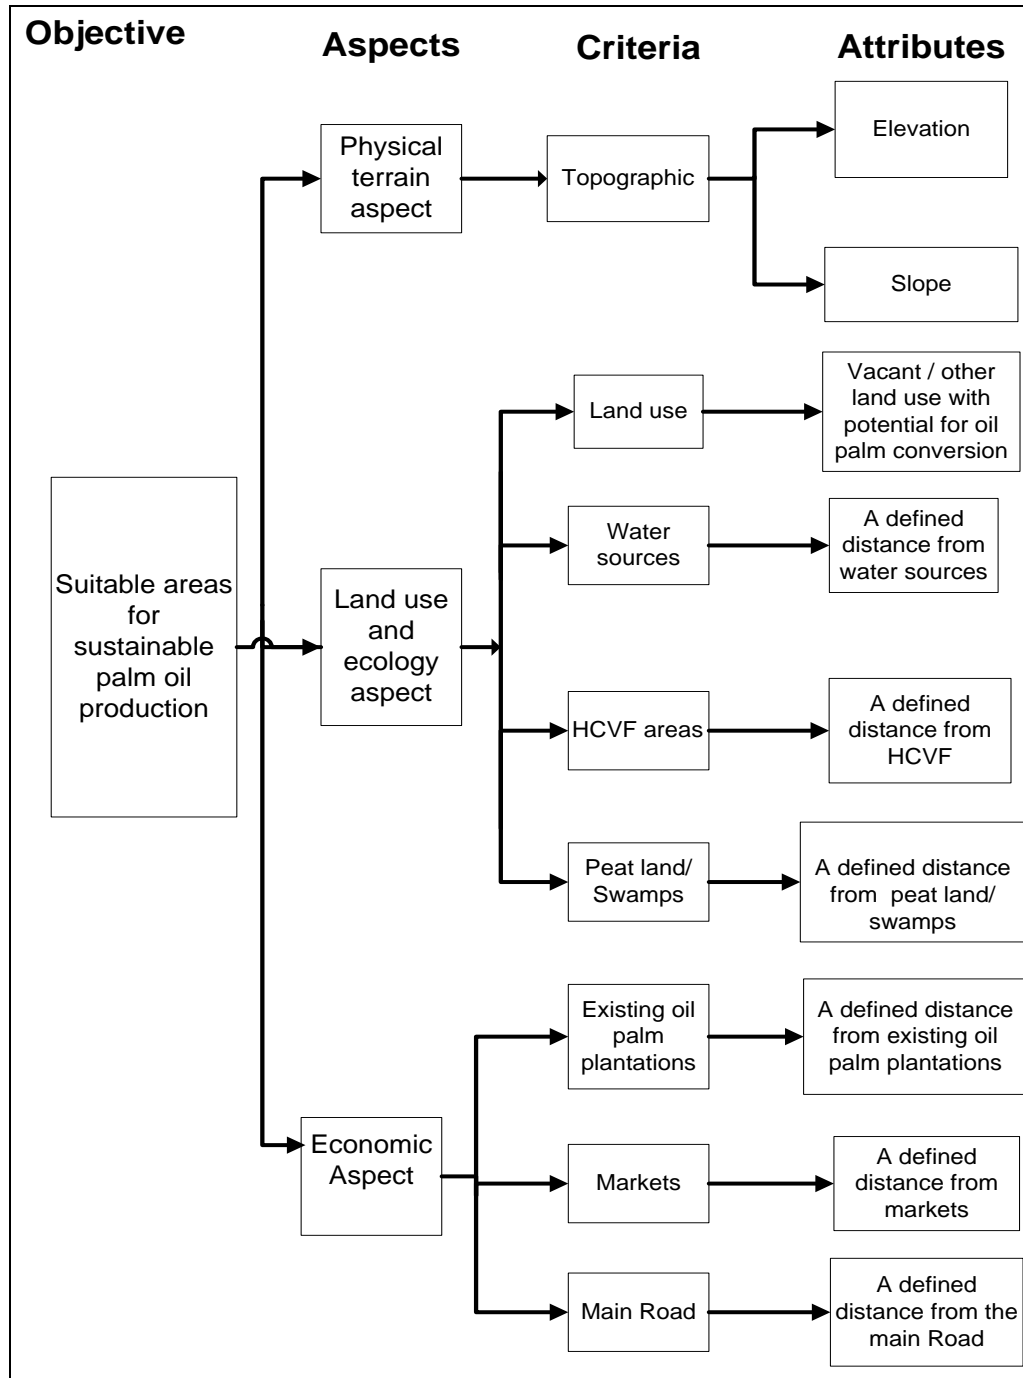 Objective
Aspects
Criteria
Attributes
Physical
terrain
aspect
Topographic
Elevation
Slope
Land use
Vacant / other
land use with
potential for oil
palm conversion
Suitable areas
for
sustainable
palm oil
production
Land use
and
ecology
aspect
Water
sources
A defined
distance from
water sources
HCVF areas
A defined
distance from
HCVF
Peat land/
Swamps
A defined distance
from peat land/
swamps
Economic
Aspect
Existing oil
palm
plantations
A defined distance
from existing oil
palm plantations
Markets
A defined
distance from
markets
Main Road
A defined
distance from the
main Road